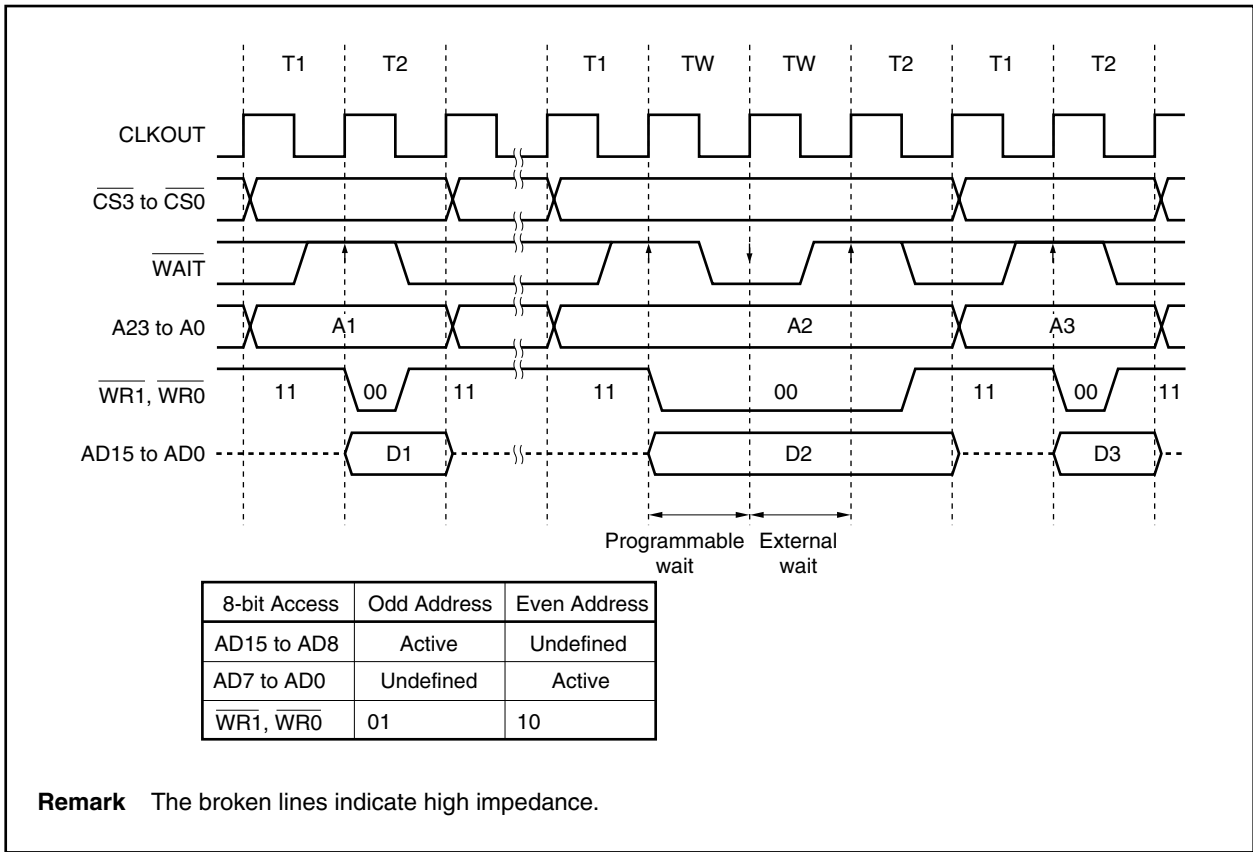 T1 T2 T1 TW TW T2 T1 T2
CLKOUT
CS3 to CS0
WAIT
A23 to A0 A1 A2 A3
WR1, WR0 11 00 11 11 00 11 00 11
AD15 to AD0 D1 D2 D3
Programmable wait
External wait
8-bit Access Odd Address Even Address
AD15 to AD8 Active Undefined
AD7 to AD0 Undefined Active
WR1, WR0 01 10
Remark The broken lines indicate high impedance.